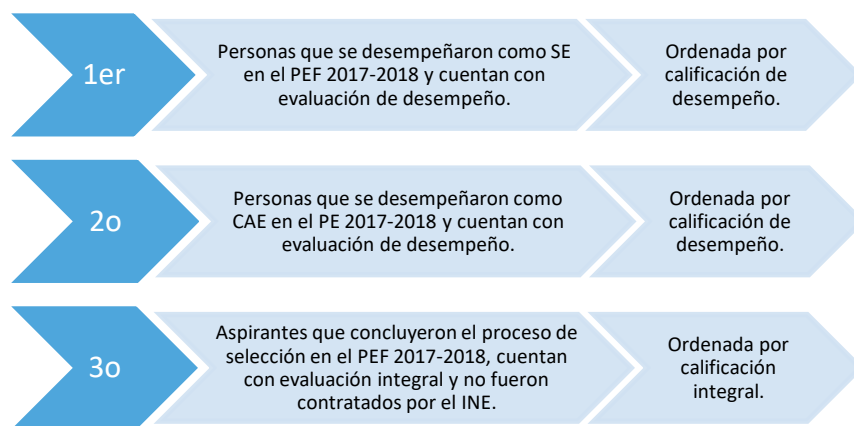 1er
Personas que se desempeñaron como SE
en el PEF 2017-2018 y cuentan con
evaluación de desempeño.
Ordenada por
calificación de
desempeño.
2o
Personas que se desempeñaron como
CAE en el PE 2017-2018 y cuentan con
evaluación de desempeño.
Ordenada por
calificación de
desempeño.
3o
Aspirantes que concluyeron el proceso de
selección en el PEF 2017-2018, cuentan
con evaluación integral y no fueron
contratados por el INE.
Ordenada por
calificación
integral.